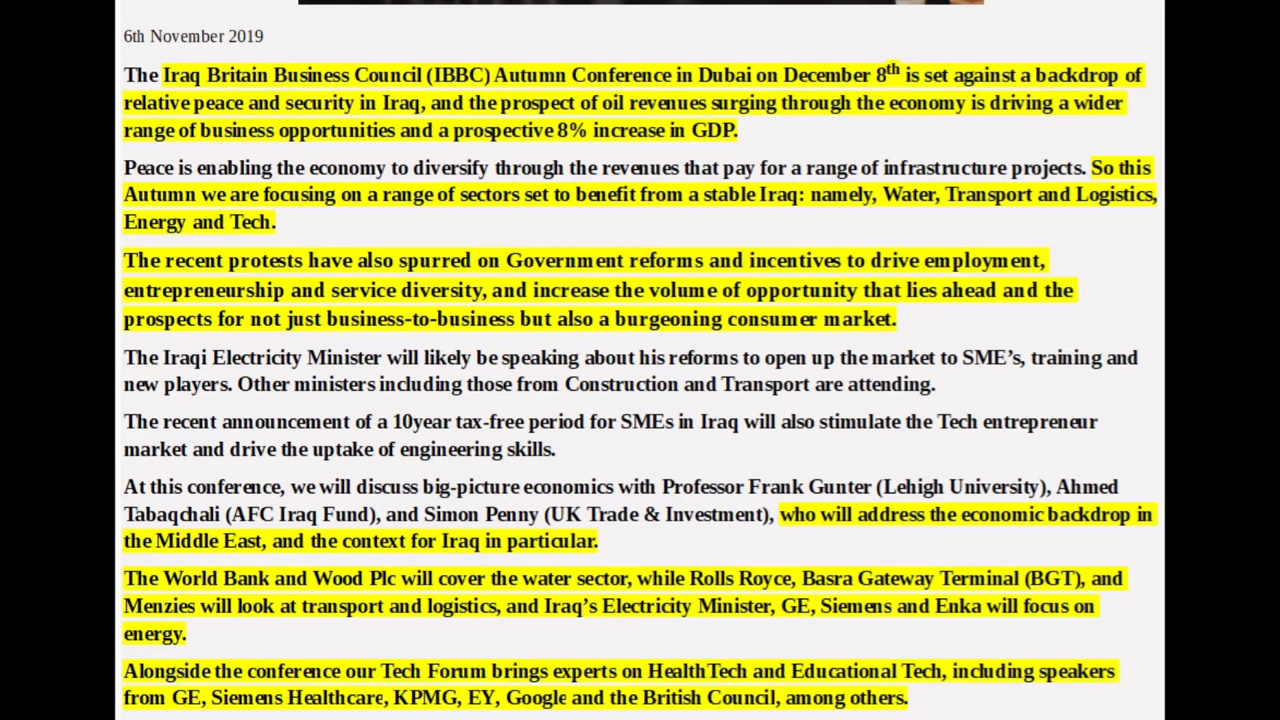 6th November 2019
The Iraq Britain Business Council (IBBC) Autumn Conference in Dubai on December 8th is set against a backdrop of
relative peace and security in Iraq, and the prospect of oil revenues surging through the economy is driving a wider
range of business opportunities and a prospective 8% increase in GDP.
Peace is enabling the economy to diversify through the revenues that pay for a range of infrastructure projects. So this
Autumn we are focusing on a range of sectors set to benefit from a stable Iraq: namely, Water, Transport and Logistics,
Energy and Tech.
The recent protests have also spurred on Government reforms and incentives to drive employment,
entrepreneurship and service diversity, and increase the volume of opportunity that lies ahead and the
prospects for not just business-to-business but also a burgeoning consumer market.
The Iraqi Electricity Minister will likely be speaking about his reforms to open up the market to SME’s, training and
new players. Other ministers including those from Construction and Transport are attending.
The recent announcement of a 10year tax-free period for SMEs in Iraq will also stimulate the Tech entrepreneur
market and drive the uptake of engineering skills.
At this conference, we will discuss big-picture economics with Professor Frank Gunter (Lehigh University), Ahmed
Tabaqchali (AFC Iraq Fund), and Simon Penny (UK Trade & Investment), who will address the economic backdrop in
the Middle East, and the context for Iraq in particular.
The World Bank and Wood Plc will cover the water sector, while Rolls Royce, Basra Gateway Terminal (BGT), and
Menzies will look at transport and logistics, and Iraq’s Electricity Minister, GE, Siemens and Enka will focus on
energy.
Alongside the conference our Tech Forum brings experts on HealthTech and Educational Tech, including speakers
from GE, Siemens Healthcare, KPMG, EY, Google and the British Council, among others.